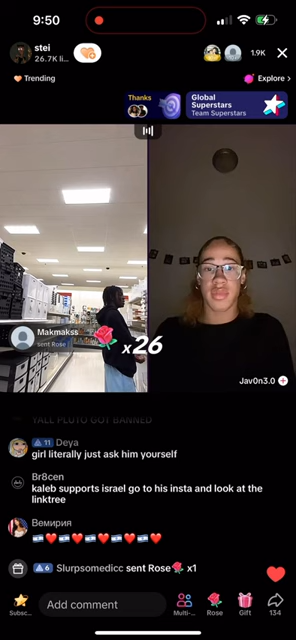 9:50
stei
26.7K li...
1.9K
Trending
Explore >
Thanks
Global
Superstars
Team Superstars
Makmakss
sent Rose
x26
Jav0n3.0
YALL PLUTO GOT BANNED
11 Deya
girl literally just ask him yourself
Br8cen
kaleb supports israel go to his insta and look at the
linktree
Вемирия
🇮🇱❤️🇮🇱❤️🇮🇱❤️🇮🇱❤️🇮🇱❤️
6 Slurpsomedicc sent Rose🌹 x1
Add comment
Subsc...
Multi-...
Rose
Gift
134